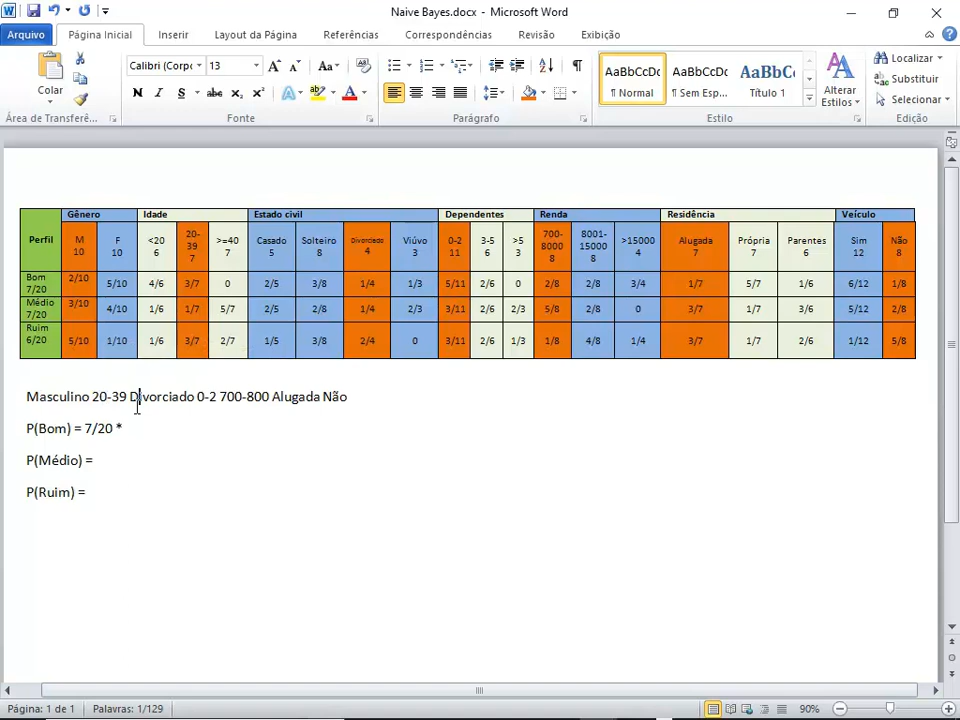 Naive Bayes.docx - Microsoft Word
Arquivo Página Inicial Inserir Layout da Página Referências Correspondências Revisão Exibição
Colar
Calibri (Corpo 13
Aa
N I S abc x₂ x² A ab A
AaBbCcDc AaBbCcDc AaBbCc
¶ Normal ¶ Sem Esp... Título 1
Alterar Estilos
Localizar
Substituir
Selecionar
Área de Transferê... Fonte Parágrafo Estilo Edição
Perfil Gênero Idade Estado civil Dependentes Renda Residência Veículo
M 10 F 10 <20 6 20-39 7 >=40 7 Casado 5 Solteiro 8 Divorciado 4 Viúvo 3 0-2 11 3-5 6 >5 3 700-8000 8 8001-15000 8 >15000 4 Alugada 7 Própria 7 Parentes 6 Sim 12 Não 8
Bom 7/20 2/10 5/10 4/6 3/7 0 2/5 3/8 1/4 1/3 5/11 2/6 0 2/8 2/8 3/4 1/7 5/7 1/6 6/12 1/8
Médio 7/20 3/10 4/10 1/6 1/7 5/7 2/5 2/8 1/4 2/3 3/11 2/6 2/3 5/8 2/8 0 3/7 1/7 3/6 5/12 2/8
Ruim 6/20 5/10 1/10 1/6 3/7 2/7 1/5 3/8 2/4 0 3/11 2/6 1/3 1/8 4/8 1/4 3/7 1/7 2/6 1/12 5/8
Masculino 20-39 Divorciado 0-2 700-800 Alugada Não
P(Bom) = 7/20 *
P(Médio) =
P(Ruim) =
Página: 1 de 1 Palavras: 1/129 90%